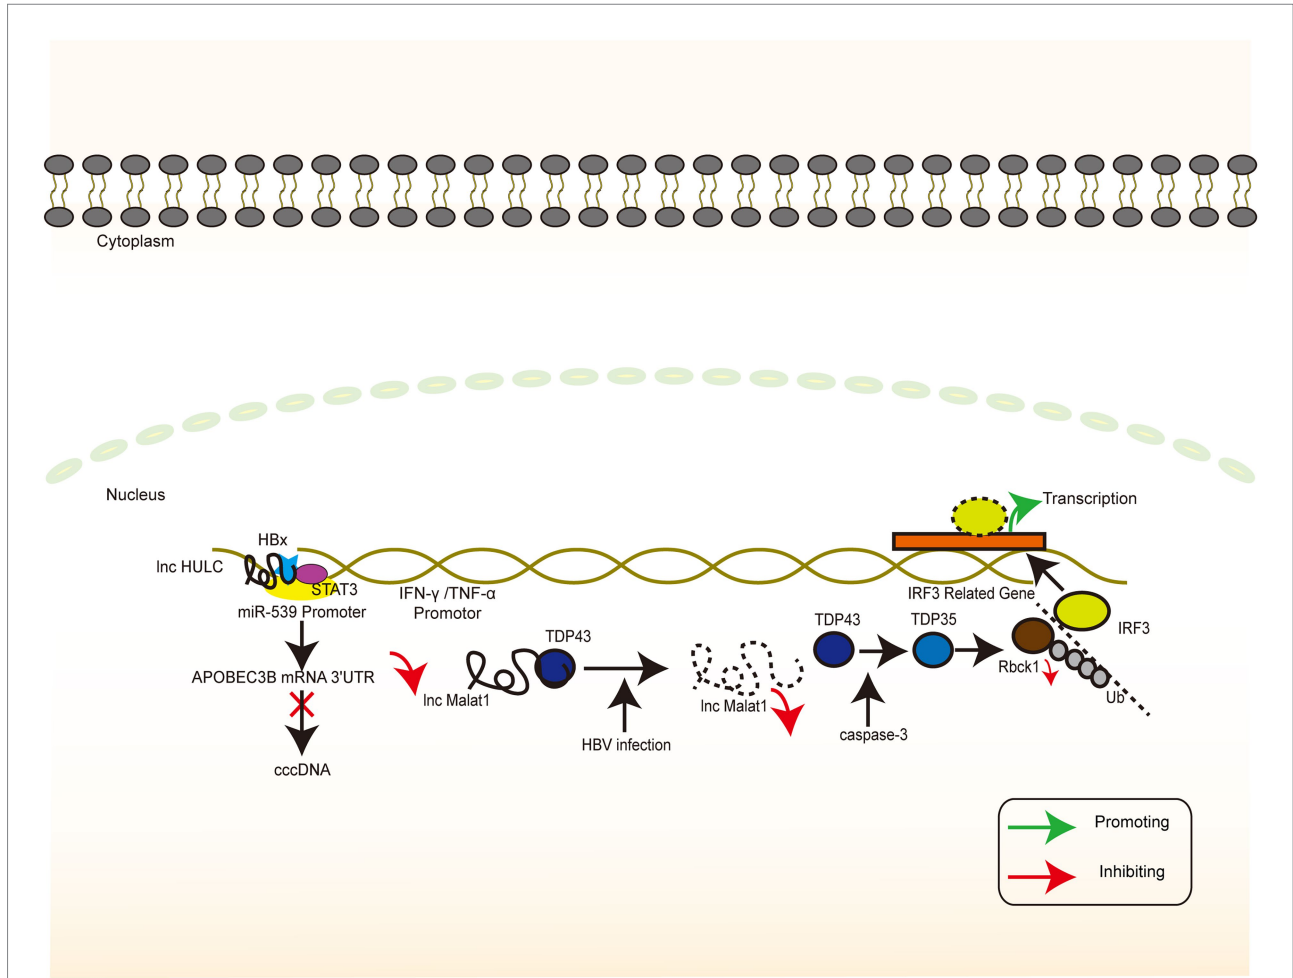 Cytoplasm
Nucleus
Transcription
HBx
lnc HULC
STAT3
miR-539 Promoter
IFN-γ /TNF-α
Promotor
IRF3 Related Gene
IRF3
TDP43
TDP43
TDP35
Rbck1
Ub
APOBEC3B mRNA 3'UTR
lnc Malat1
lnc Malat1
HBV infection
caspase-3
cccDNA
Promoting
Inhibiting